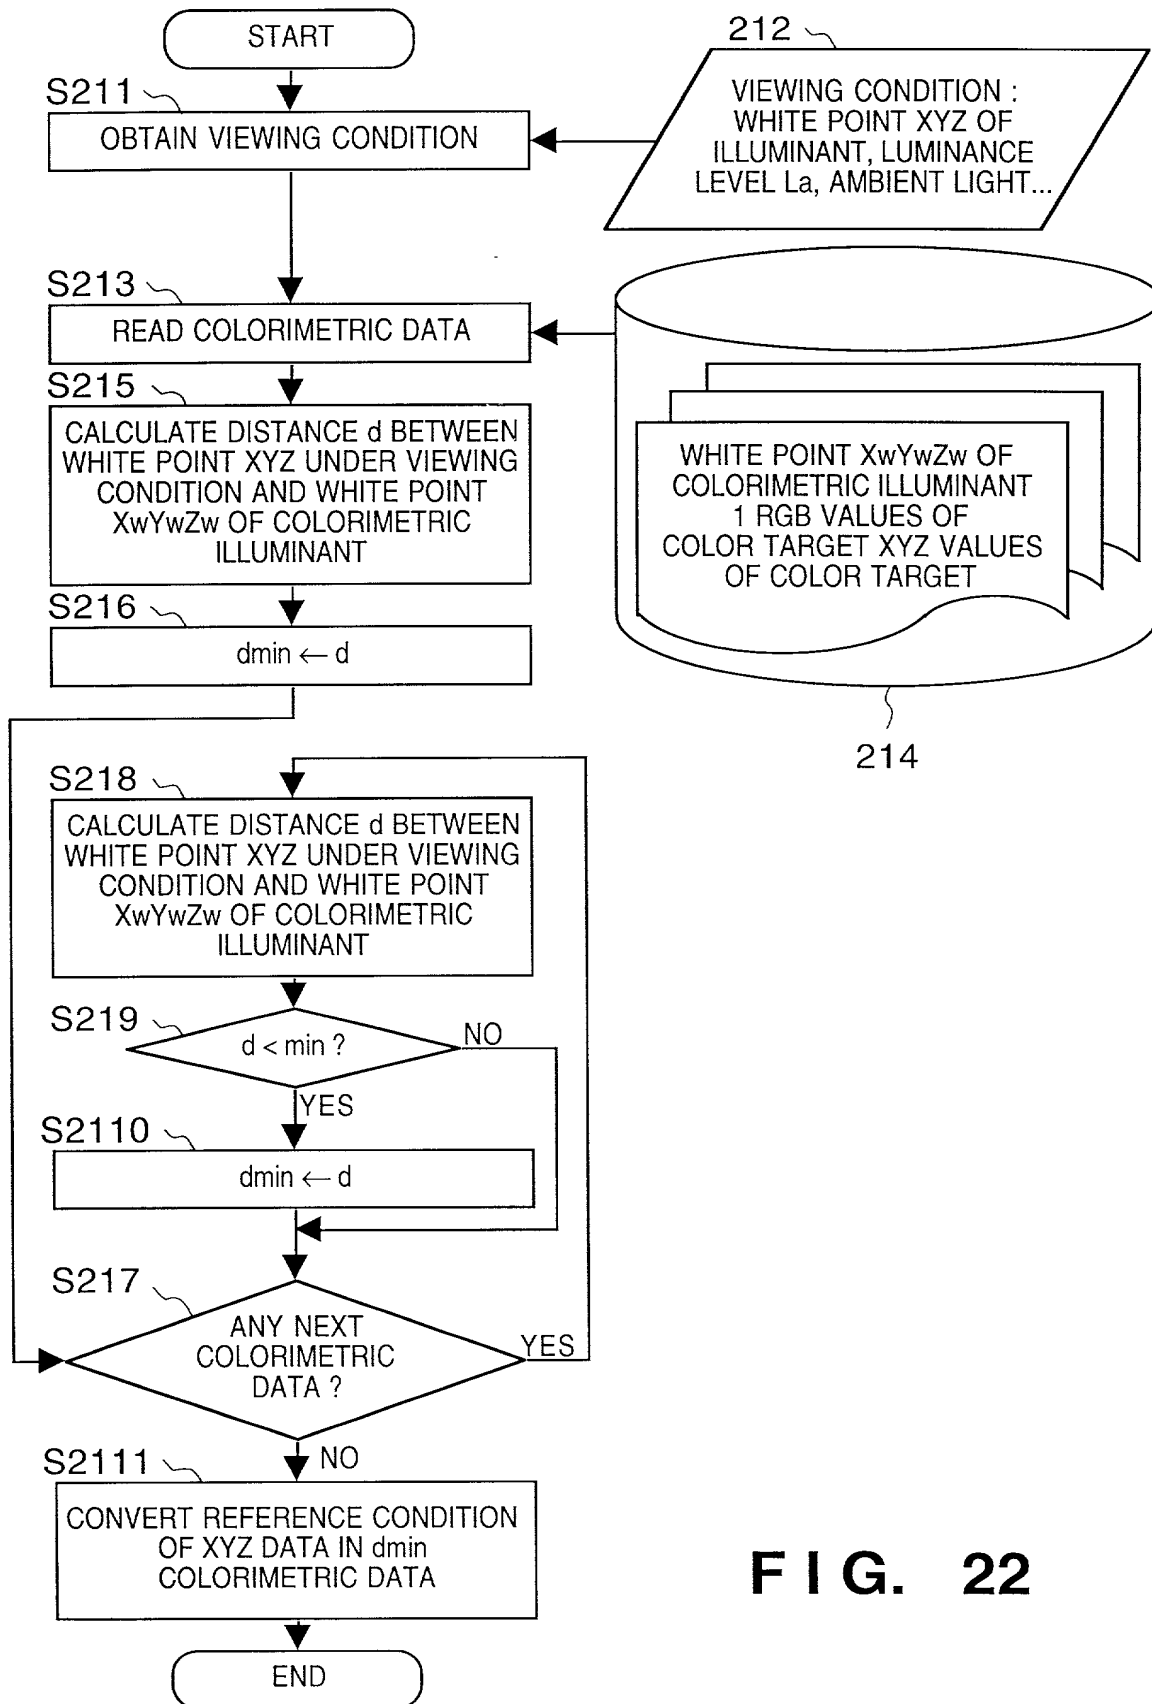 START
212
S211
OBTAIN VIEWING CONDITION
VIEWING CONDITION :
WHITE POINT XYZ OF
ILLUMINANT, LUMINANCE
LEVEL La, AMBIENT LIGHT...
S213
READ COLORIMETRIC DATA
S215
CALCULATE DISTANCE d BETWEEN
WHITE POINT XYZ UNDER VIEWING
CONDITION AND WHITE POINT
XwYwZw OF COLORIMETRIC
ILLUMINANT
WHITE POINT XwYwZw OF
COLORIMETRIC ILLUMINANT
1 RGB VALUES OF
COLOR TARGET XYZ VALUES
OF COLOR TARGET
214
S216
dmin ← d
S218
CALCULATE DISTANCE d BETWEEN
WHITE POINT XYZ UNDER VIEWING
CONDITION AND WHITE POINT
XwYwZw OF COLORIMETRIC
ILLUMINANT
S219
d < min ?
NO
YES
S2110
dmin ← d
S217
ANY NEXT
COLORIMETRIC
DATA ?
YES
NO
S2111
CONVERT REFERENCE CONDITION
OF XYZ DATA IN dmin
COLORIMETRIC DATA
END
FIG. 22